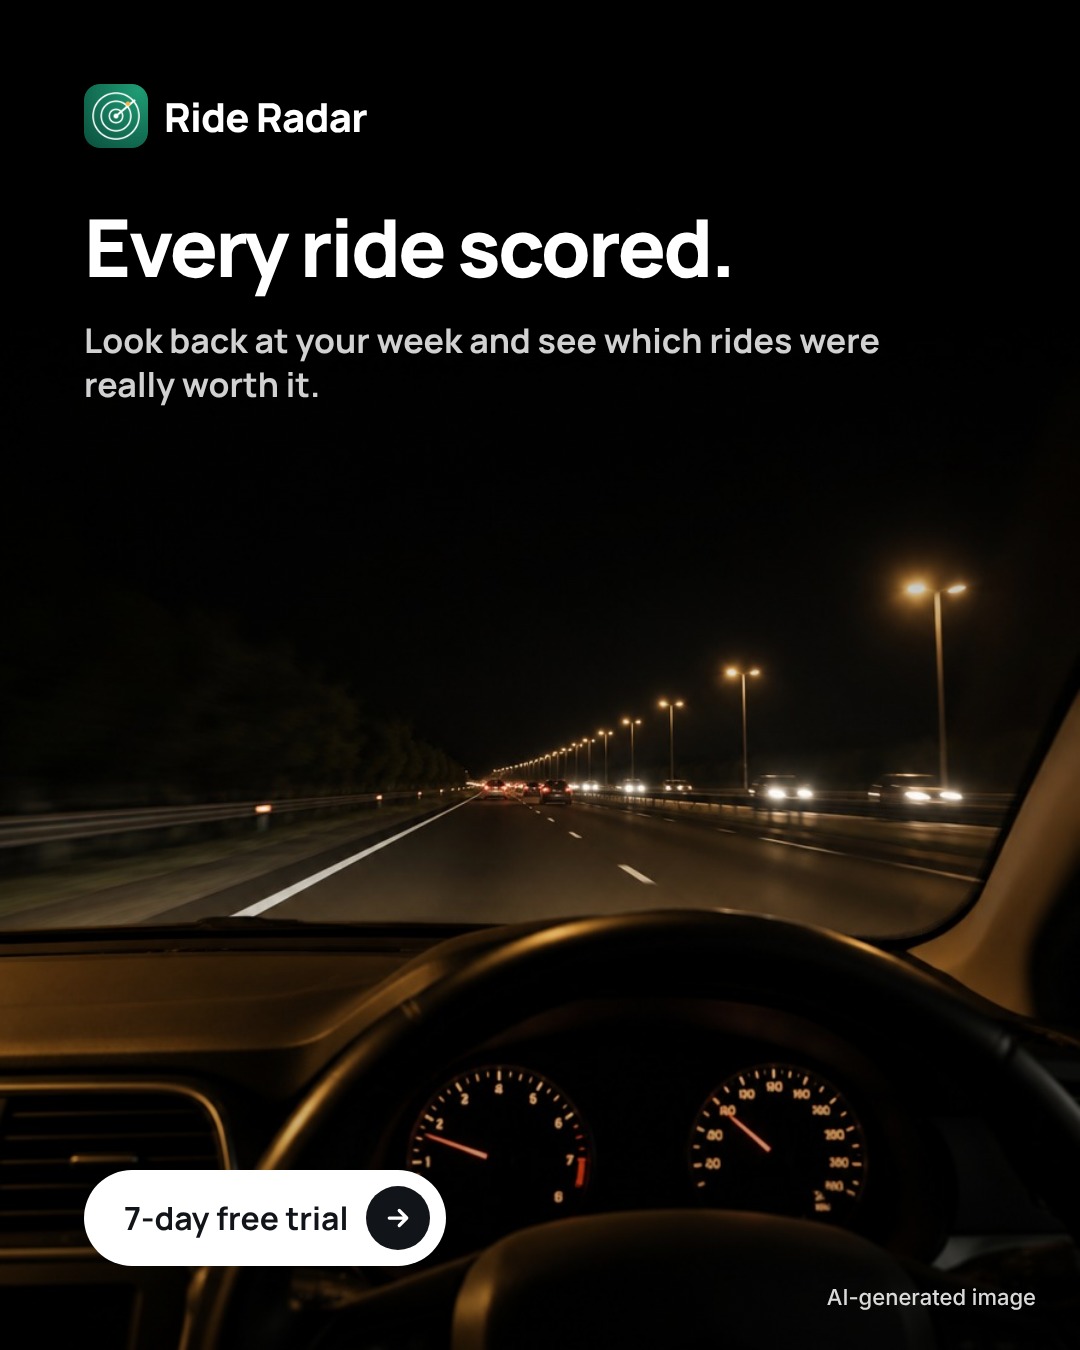 Ride Radar
Every ride scored.
Look back at your week and see which rides were
really worth it.
7-day free trial
AI-generated image